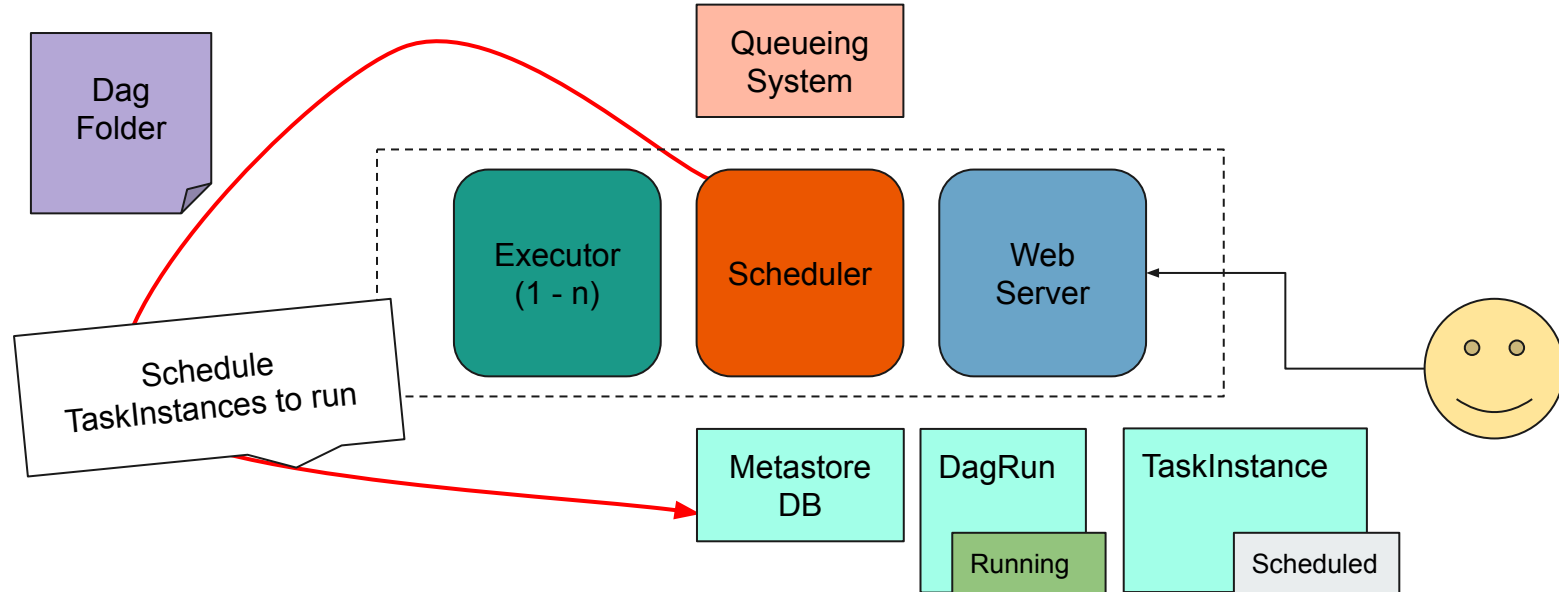 Dag
Folder
Queueing
System
Executor
(1 - n)
Scheduler
Web
Server
Schedule
TaskInstances to run
Metastore
DB
DagRun
Running
TaskInstance
Scheduled